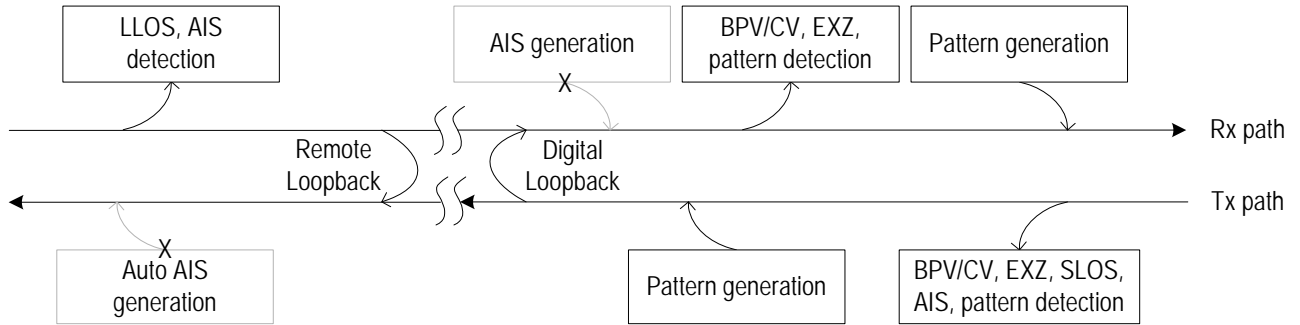 LLOS, AIS
detection
AIS generation
BPV/CV, EXZ,
pattern detection
Pattern generation
X
Rx path
Remote
Loopback
Digital
Loopback
Tx path
X
Auto AIS
generation
Pattern generation
BPV/CV, EXZ, SLOS,
AIS, pattern detection